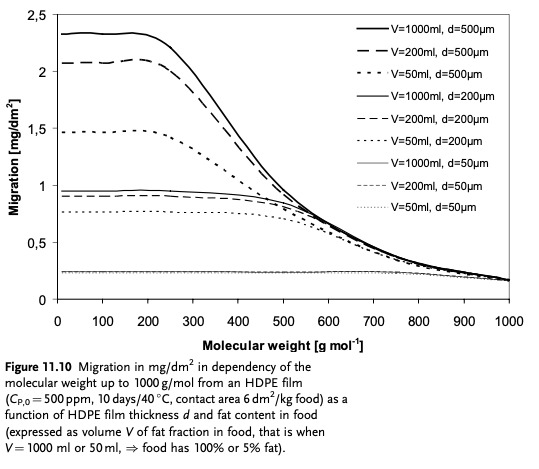 2,5
2
1,5
1
0,5
0
Migration [mg/dm²]
V=1000ml, d=500µm
V=200ml, d=500µm
V=50ml, d=500µm
V=1000ml, d=200µm
V=200ml, d=200µm
V=50ml, d=200µm
V=1000ml, d=50µm
V=200ml, d=50µm
V=50ml, d=50µm
0 100 200 300 400 500 600 700 800 900 1000
Molecular weight [g mol⁻¹]
Figure 11.10 Migration in mg/dm² in dependency of the
molecular weight up to 1000 g/mol from an HDPE film
(C_P,0 = 500 ppm, 10 days/40 °C, contact area 6 dm²/kg food) as a
function of HDPE film thickness d and fat content in food
(expressed as volume V of fat fraction in food, that is when
V = 1000 ml or 50 ml, ⇒ food has 100% or 5% fat).